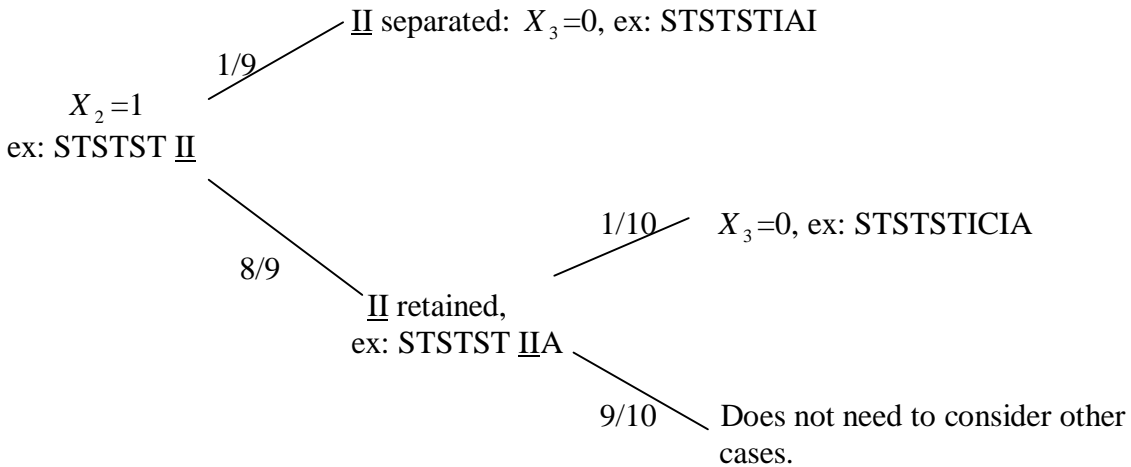 II separated: X₃=0, ex: STSTSTIAI
1/9
X₂=1
ex: STSTST II
1/10
X₃=0, ex: STSTSTICIA
8/9
II retained,
ex: STSTST IIA
9/10
Does not need to consider other
cases.